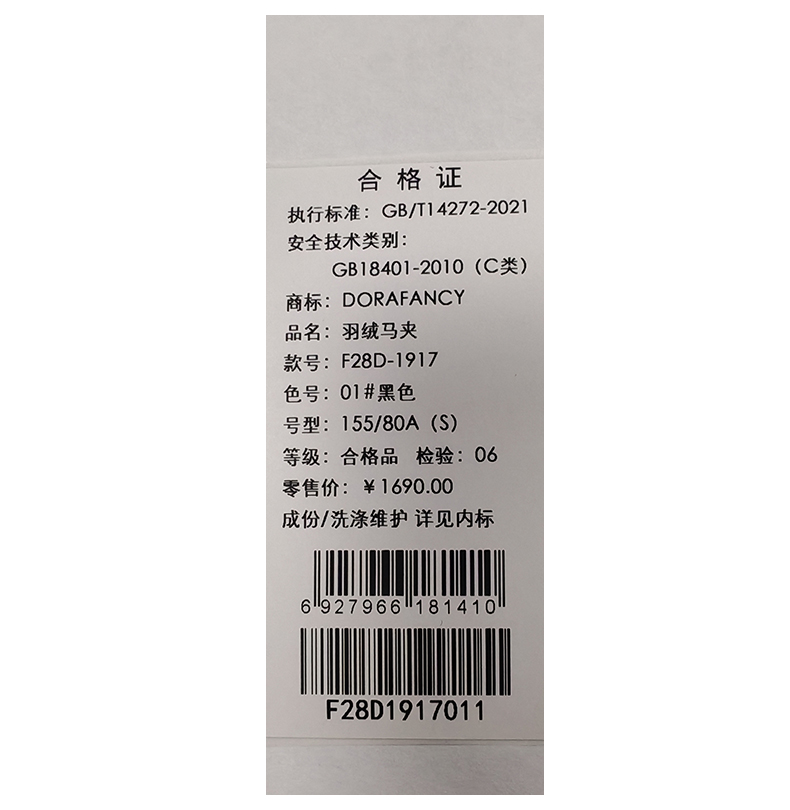 合格证
执行标准：GB/T14272-2021
安全技术类别：
GB18401-2010（C类）
商标：DORAFANCY
品名：羽绒马夹
款号：F28D-1917
色号：01#黑色
号型：155/80A（S）
等级：合格品 检验：06
零售价：￥1690.00
成份/洗涤维护 详见内标
6 927966 181410
F28D1917011